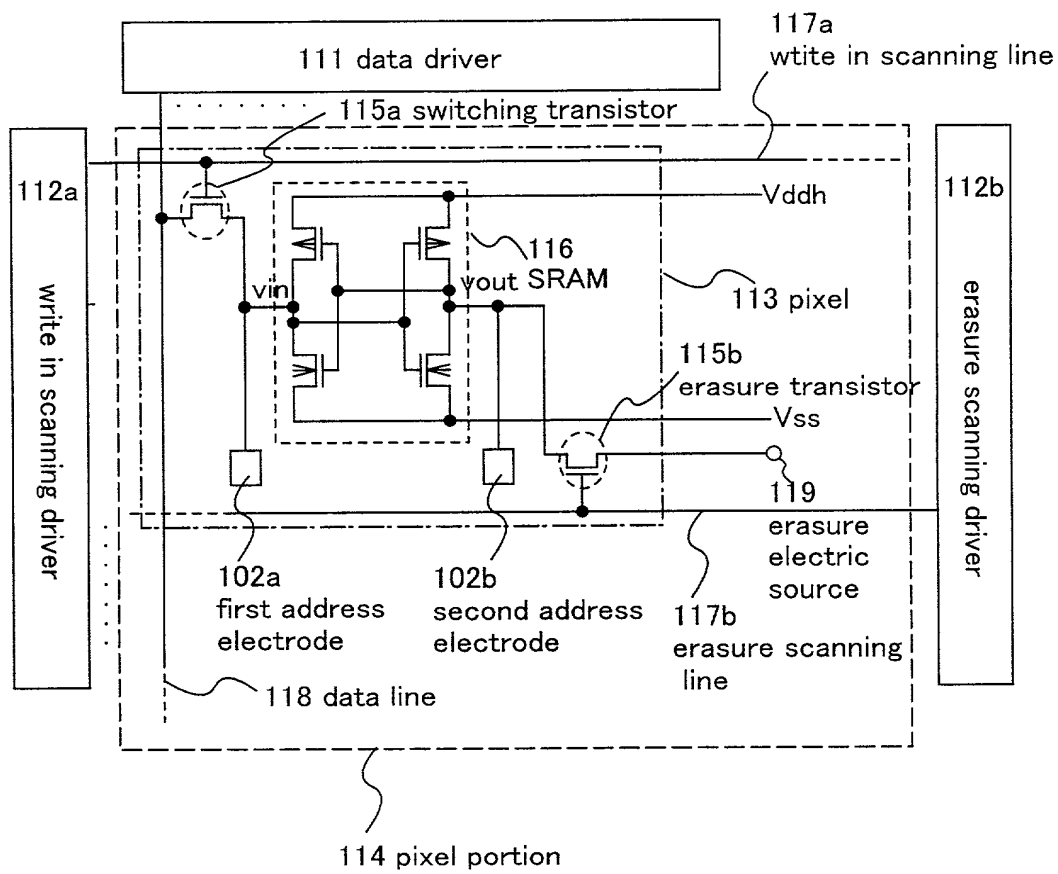 117a
wtite in scanning line
111 data driver
115a switching transistor
112a
write in scanning driver
112b
erasure scanning driver
Vddh
116
SRAM
vin
vout
113 pixel
115b
erasure transistor
Vss
119
erasure
electric
source
102a
first address
electrode
102b
second address
electrode
117b
erasure scanning
line
118 data line
114 pixel portion